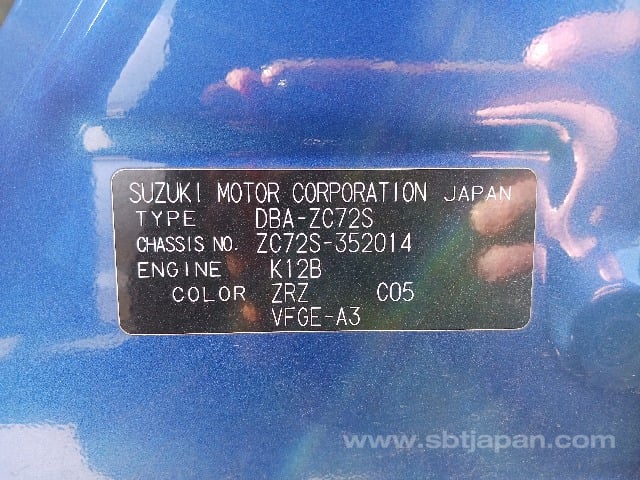 SUZUKI MOTOR CORPORATION JAPAN
TYPE DBA-ZC72S
CHASSIS NO. ZC72S-352014
ENGINE K12B
COLOR ZRZ C05
VFGE-A3
www.sbtjapan.com